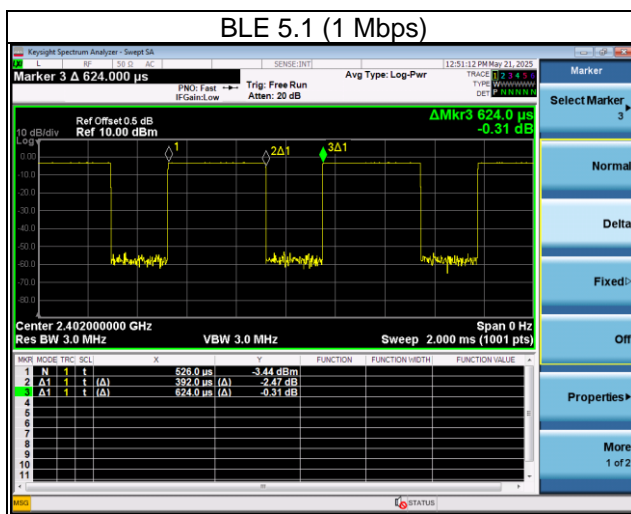 BLE 5.1 (1 Mbps)
Keysight Spectrum Analyzer - Swept SA
L RF 50 Ω AC SENSE:INT 12:51:12 PM May 21, 2025
Marker 3 Δ 624.000 µs
PNO: Fast
IFGain:Low
Trig: Free Run
Atten: 20 dB
Avg Type: Log-Pwr
TRACE 1 2 3 4 5 6
TYPE WWWWWW
DET P N N N N N
Marker
Select Marker
3
Normal
Delta
Fixed
Off
Properties
More
1 of 2
Ref Offset 0.5 dB
10 dB/div Ref 10.00 dBm
Log
ΔMkr3 624.0 µs
-0.31 dB
1
2Δ1
3Δ1
0.00
-10.0
-20.0
-30.0
-40.0
-50.0
-60.0
-70.0
-80.0
Center 2.402000000 GHz Span 0 Hz
Res BW 3.0 MHz VBW 3.0 MHz Sweep 2.000 ms (1001 pts)
MKR MODE TRC SCL X Y FUNCTION FUNCTION WIDTH FUNCTION VALUE
1 N 1 t 526.0 µs -3.44 dBm
2 Δ1 1 t (Δ) 392.0 µs (Δ) -2.47 dB
3 Δ1 1 t (Δ) 624.0 µs (Δ) -0.31 dB
4
5
6
7
8
9
10
11
MSG STATUS